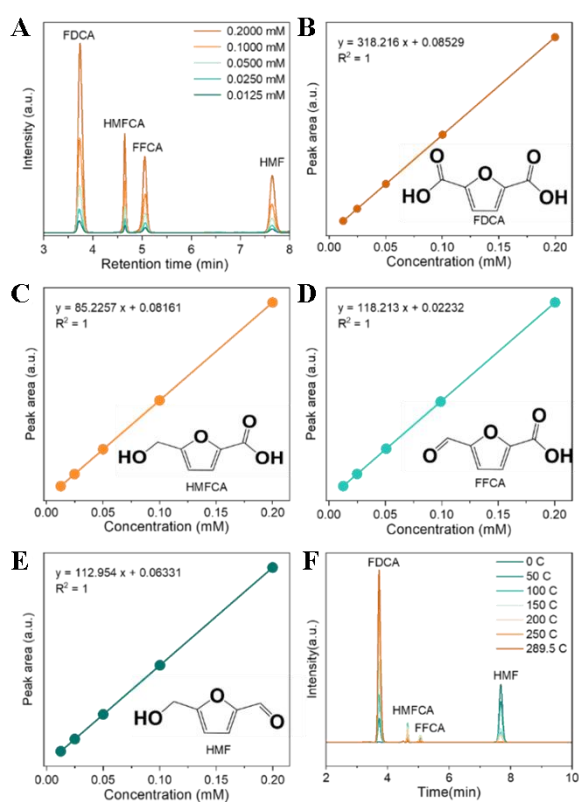 A
FDCA
HMFCA
FFCA
HMF
0.2000 mM
0.1000 mM
0.0500 mM
0.0250 mM
0.0125 mM
Intensity (a.u.)
3 4 5 6 7 8
Retention time (min)
B
y = 318.216 x + 0.08529
R² = 1
Peak area (a.u.)
O O O
HO OH
FDCA
0.00 0.05 0.10 0.15 0.20
Concentration (mM)
C
y = 85.2257 x + 0.08161
R² = 1
Peak area (a.u.)
O O
HO OH
HMFCA
0.00 0.05 0.10 0.15 0.20
Concentration (mM)
D
y = 118.213 x + 0.02232
R² = 1
Peak area (a.u.)
O O
O OH
FFCA
0.00 0.05 0.10 0.15 0.20
Concentration (mM)
E
y = 112.954 x + 0.06331
R² = 1
Peak area (a.u.)
O
HO O
HMF
0.00 0.05 0.10 0.15 0.20
Concentration (mM)
F
FDCA
HMFCA
FFCA
HMF
0 C
50 C
100 C
150 C
200 C
250 C
289.5 C
Intensity(a.u.)
2 4 6 8 10
Time(min)